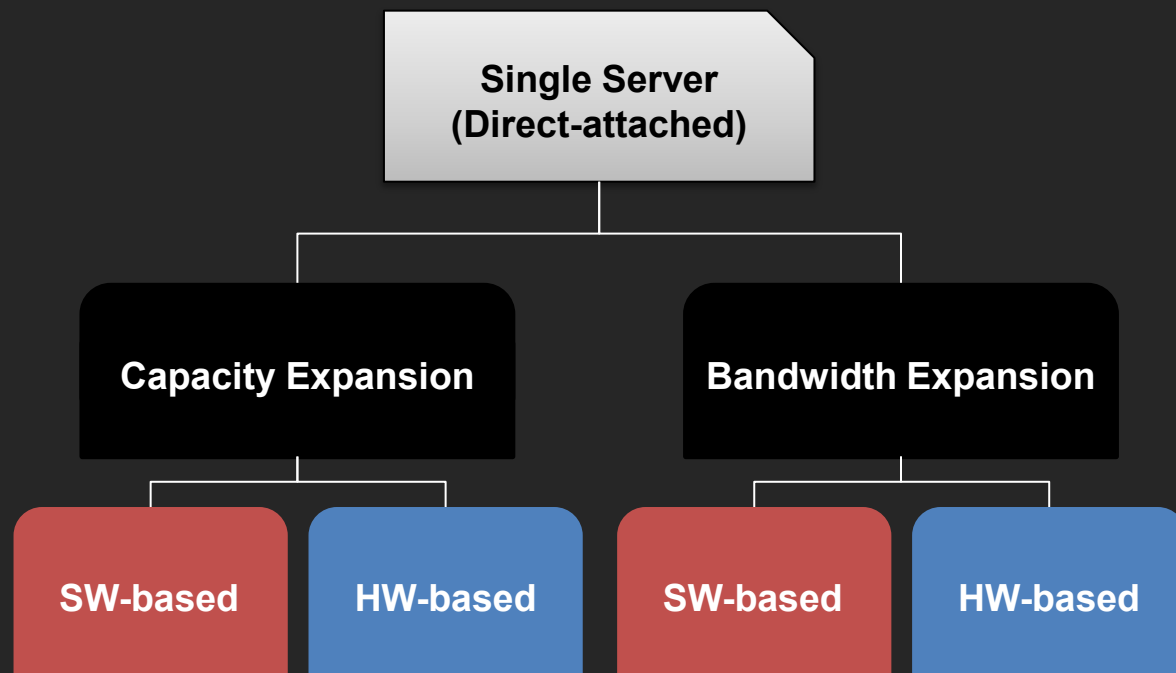 Single Server
(Direct-attached)
Capacity Expansion
Bandwidth Expansion
SW-based
HW-based
SW-based
HW-based